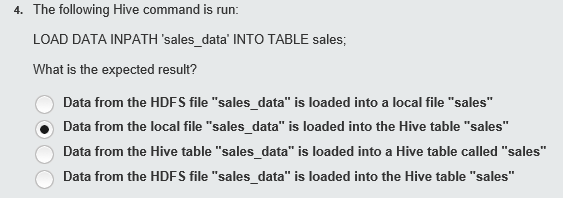 4. The following Hive command is run:
LOAD DATA INPATH 'sales_data' INTO TABLE sales;
What is the expected result?
Data from the HDFS file "sales_data" is loaded into a local file "sales"
Data from the local file "sales_data" is loaded into the Hive table "sales"
Data from the Hive table "sales_data" is loaded into a Hive table called "sales"
Data from the HDFS file "sales_data" is loaded into the Hive table "sales"